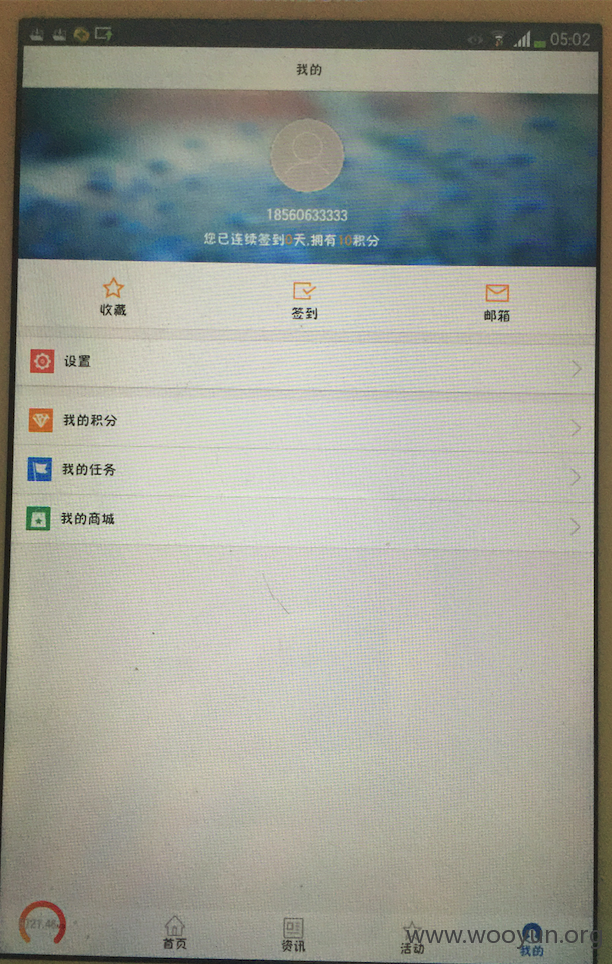 05:02
我的
18560633333
您已连续签到0天,拥有10积分
收藏
签到
邮箱
设置
我的积分
我的任务
我的商城
首页
资讯
活动
我的
www.wooyun.org